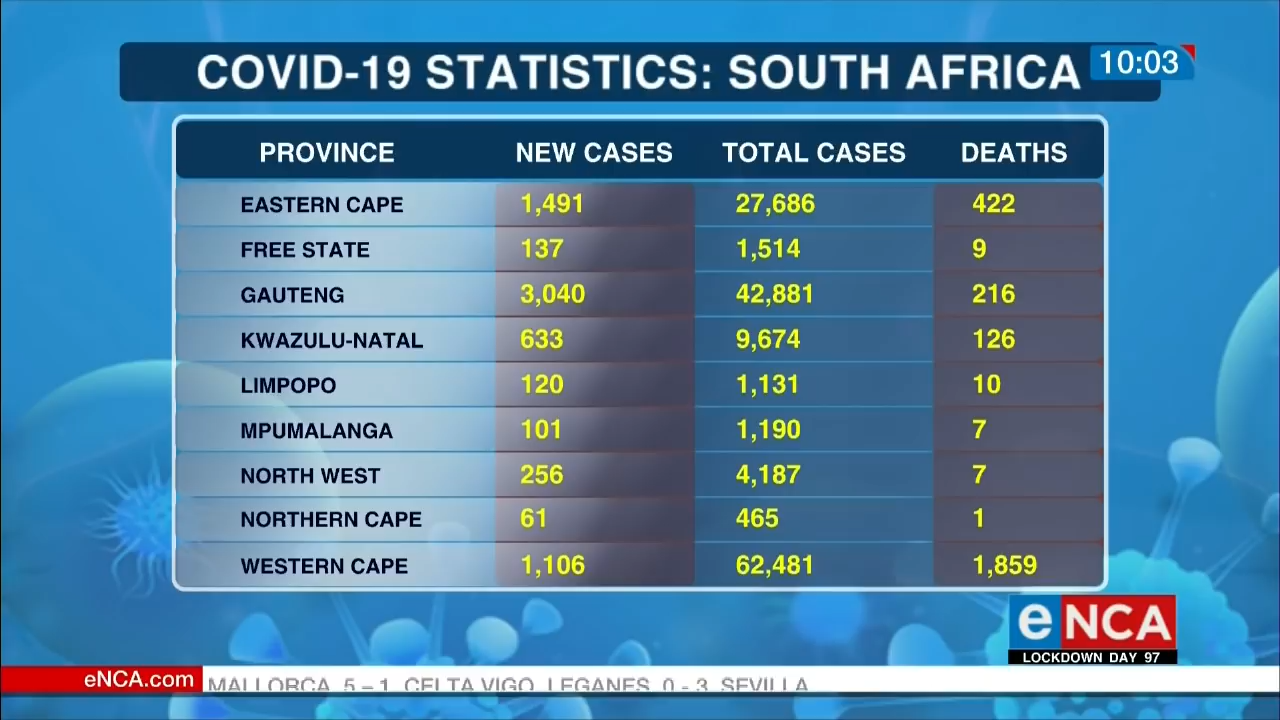 COVID-19 STATISTICS: SOUTH AFRICA 10:03
PROVINCE NEW CASES TOTAL CASES DEATHS
EASTERN CAPE 1,491 27,686 422
FREE STATE 137 1,514 9
GAUTENG 3,040 42,881 216
KWAZULU-NATAL 633 9,674 126
LIMPOPO 120 1,131 10
MPUMALANGA 101 1,190 7
NORTH WEST 256 4,187 7
NORTHERN CAPE 61 465 1
WESTERN CAPE 1,106 62,481 1,859
eNCA
LOCKDOWN DAY 97
eNCA.com MALLORCA 5 – 1 CELTA VIGO, LEGANES 0 - 3 SEVILLA